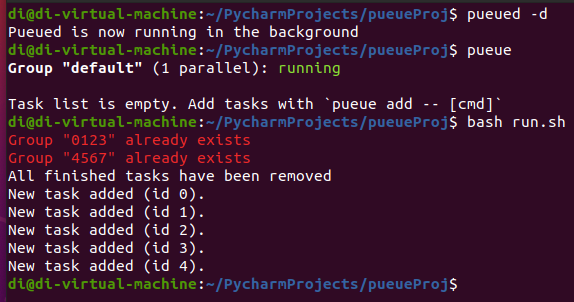 di@di-virtual-machine:~/PycharmProjects/pueueProj$ pueued -d
Pueued is now running in the background
di@di-virtual-machine:~/PycharmProjects/pueueProj$ pueue
Group "default" (1 parallel): running
Task list is empty. Add tasks with `pueue add -- [cmd]`
di@di-virtual-machine:~/PycharmProjects/pueueProj$ bash run.sh
Group "0123" already exists
Group "4567" already exists
All finished tasks have been removed
New task added (id 0).
New task added (id 1).
New task added (id 2).
New task added (id 3).
New task added (id 4).
di@di-virtual-machine:~/PycharmProjects/pueueProj$